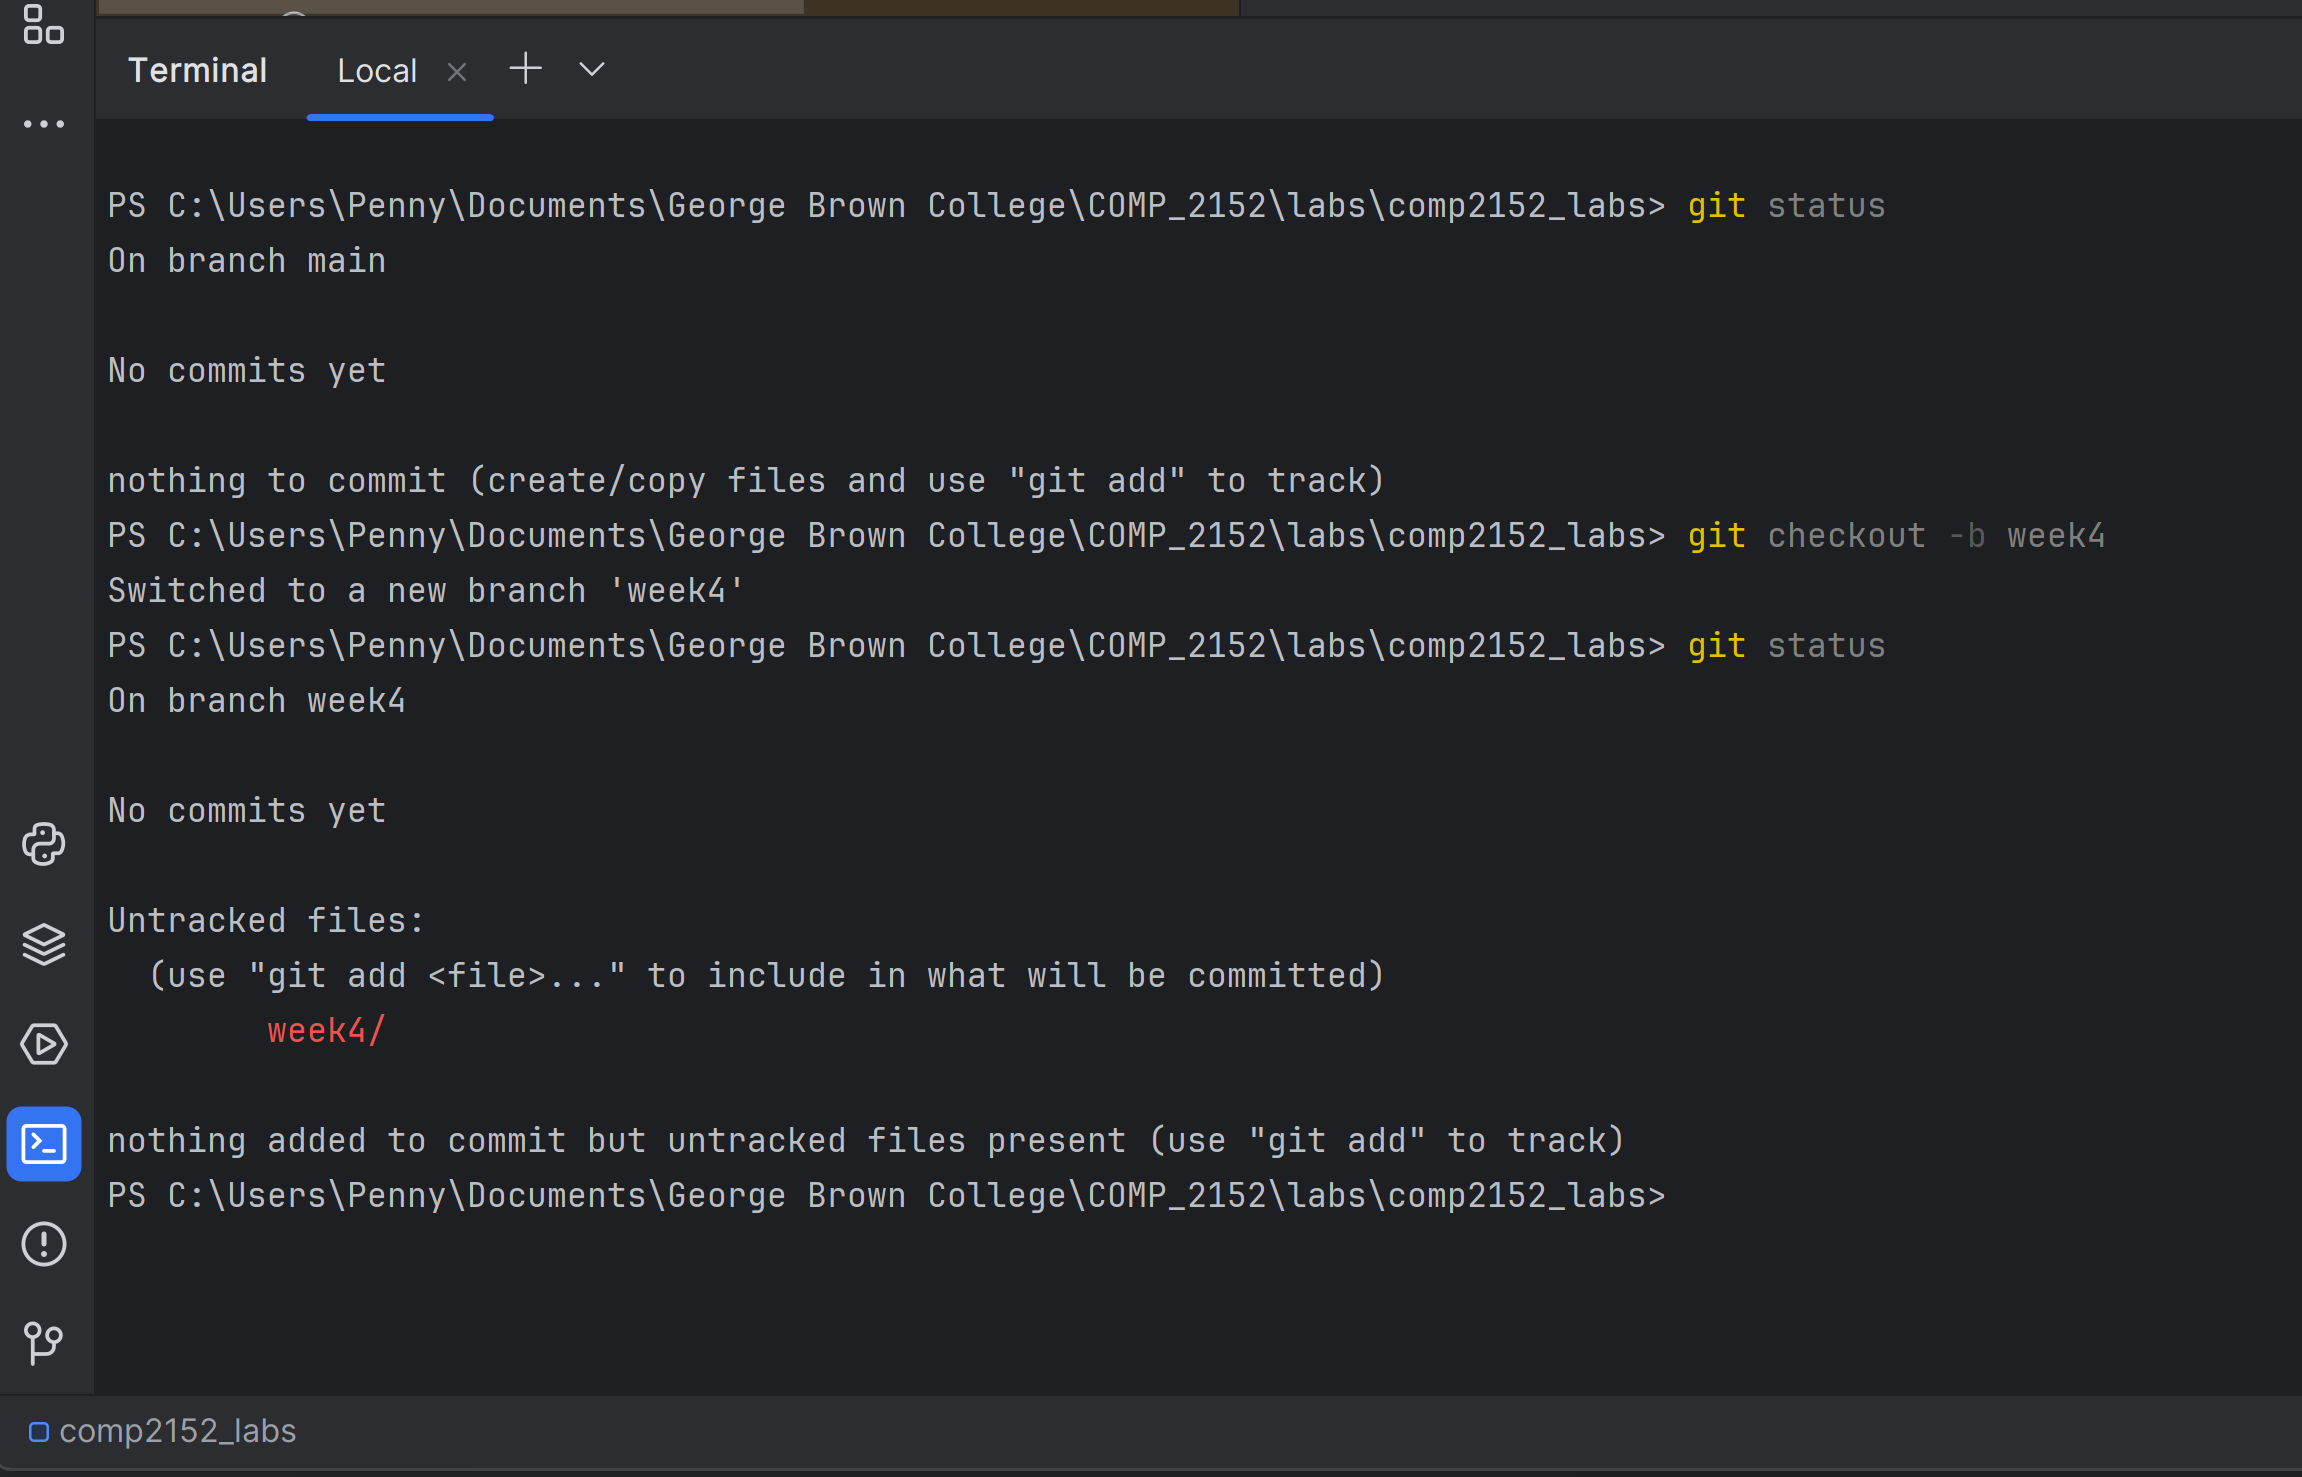 Terminal Local
PS C:\Users\Penny\Documents\George Brown College\COMP_2152\labs\comp2152_labs> git status
On branch main
No commits yet
nothing to commit (create/copy files and use "git add" to track)
PS C:\Users\Penny\Documents\George Brown College\COMP_2152\labs\comp2152_labs> git checkout -b week4
Switched to a new branch 'week4'
PS C:\Users\Penny\Documents\George Brown College\COMP_2152\labs\comp2152_labs> git status
On branch week4
No commits yet
Untracked files:
  (use "git add <file>..." to include in what will be committed)
        week4/
nothing added to commit but untracked files present (use "git add" to track)
PS C:\Users\Penny\Documents\George Brown College\COMP_2152\labs\comp2152_labs>
comp2152_labs